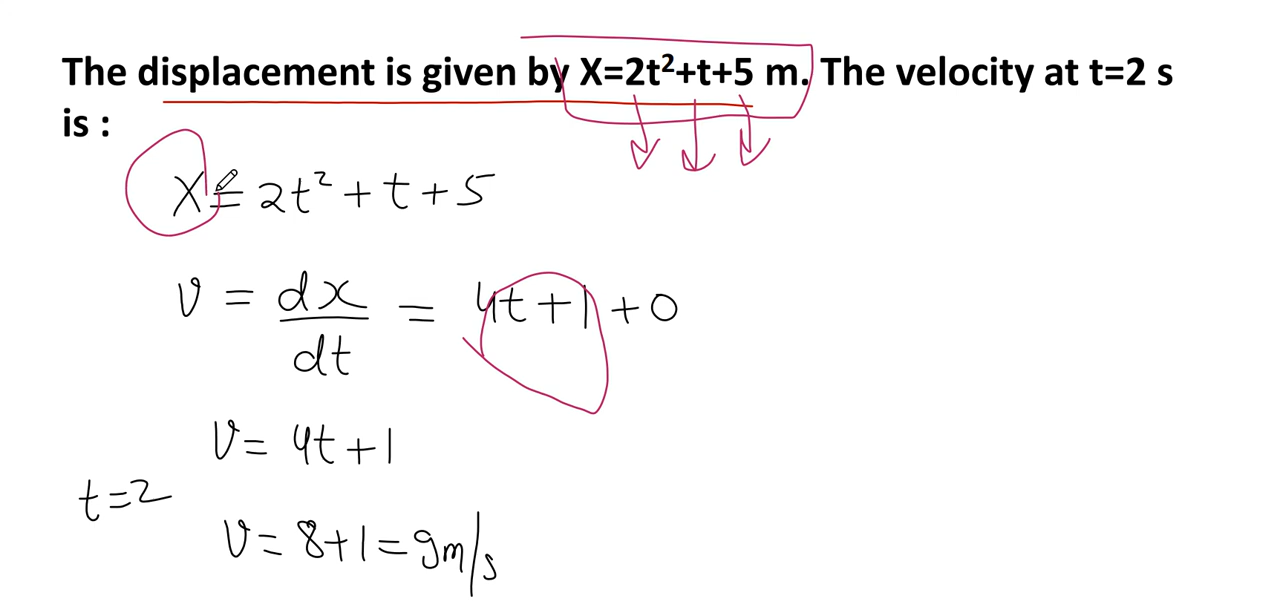 The displacement is given by X=2t²+t+5 m. The velocity at t=2 s
is :
X = 2t² + t + 5
v = dx/dt = 4t + 1 + 0
V = 4t + 1
t = 2
V = 8 + 1 = 9m/s